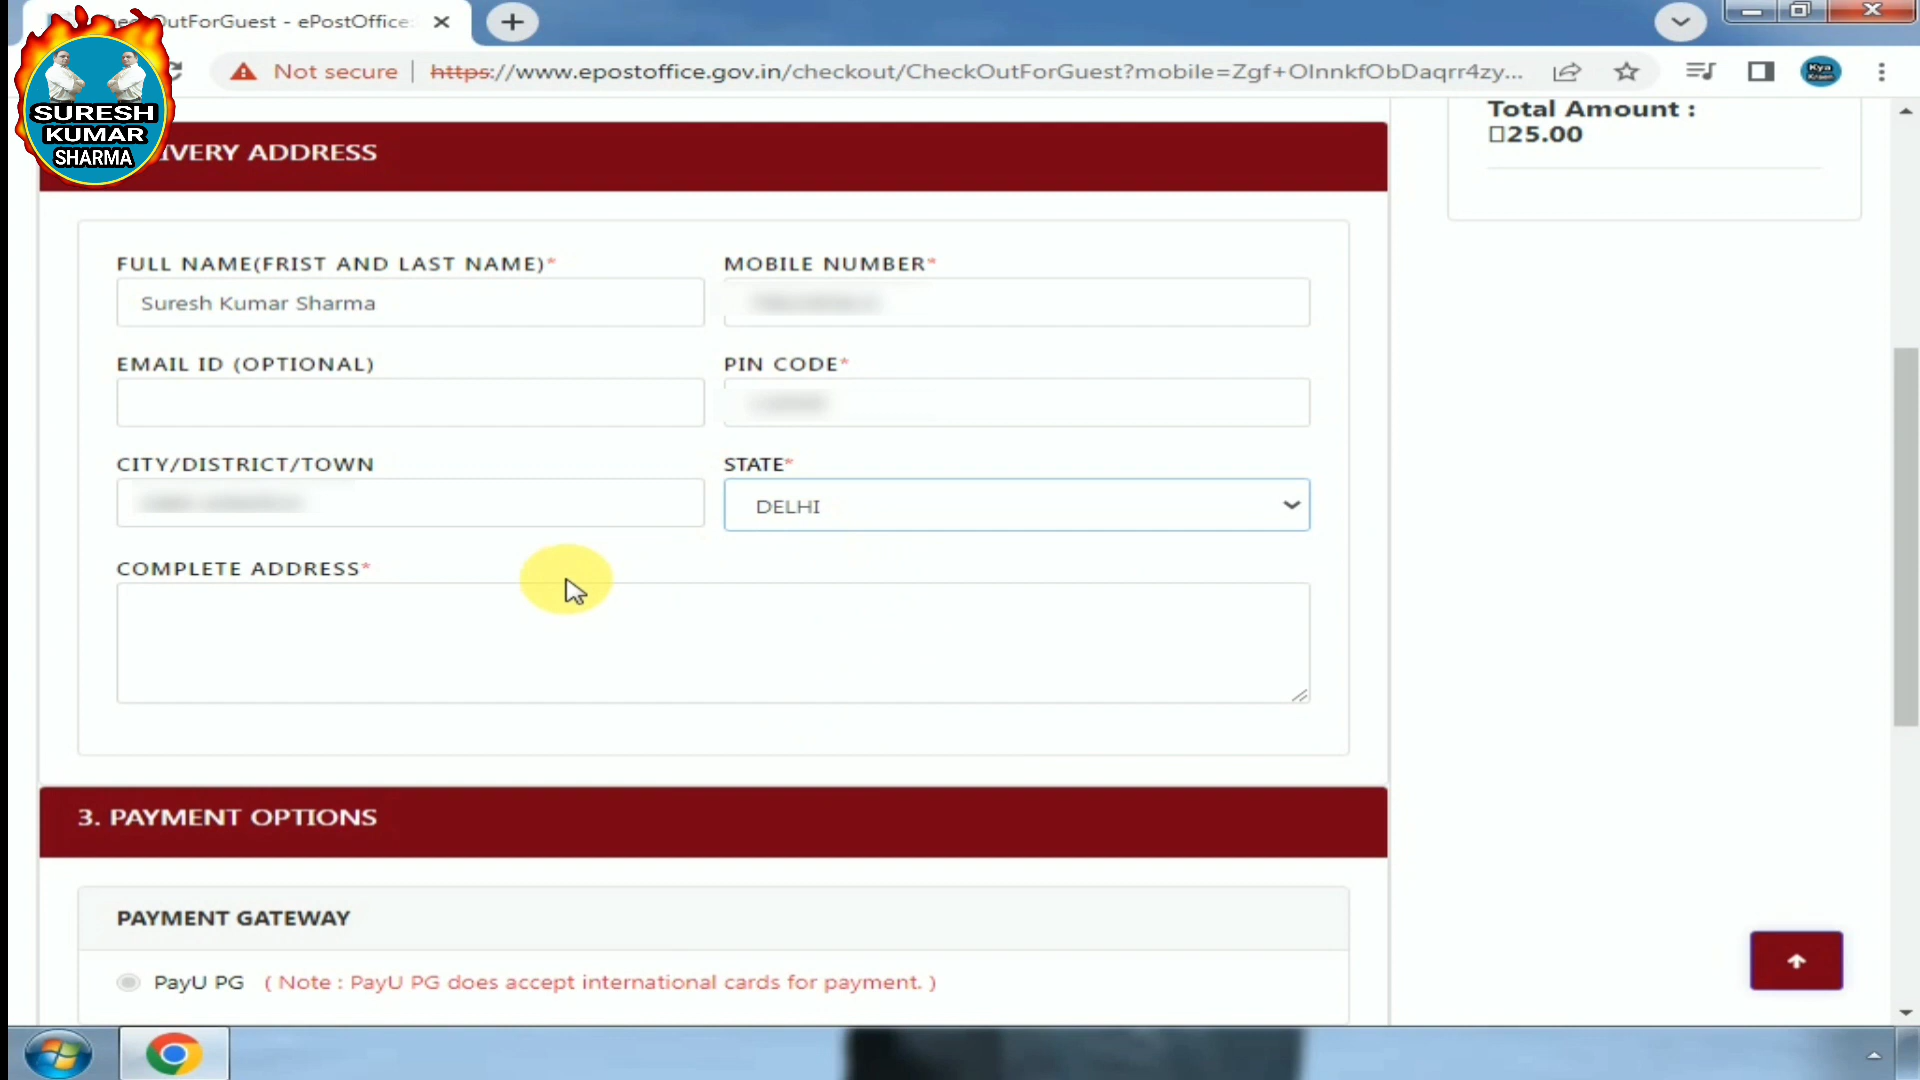 CheckOutForGuest - ePostOffice
Not secure
https://www.epostoffice.gov.in/checkout/CheckOutForGuest?mobile=Zgf+OInnkfObDaqrr4zy...
Kya
SURESH
KUMAR
SHARMA
IVERY ADDRESS
Total Amount :
25.00
FULL NAME(FRIST AND LAST NAME)*
MOBILE NUMBER*
Suresh Kumar Sharma
EMAIL ID (OPTIONAL)
PIN CODE*
CITY/DISTRICT/TOWN
STATE*
DELHI
COMPLETE ADDRESS*
3. PAYMENT OPTIONS
PAYMENT GATEWAY
PayU PG ( Note : PayU PG does accept international cards for payment. )